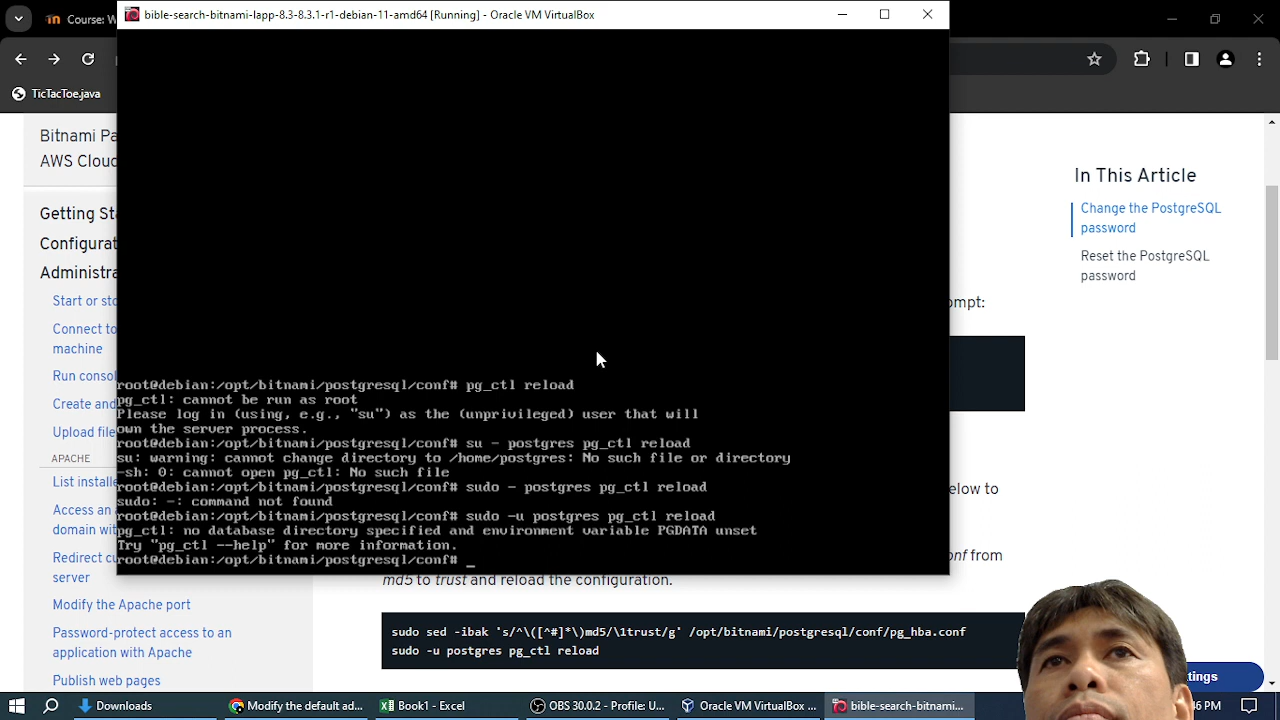 bible-search-bitnami-lapp-8.3-8.3.1-r1-debian-11-amd64 [Running] - Oracle VM VirtualBox
Course: W
TicTacToe.java
Bitnami Pa
AWS Clou
Getting Sta
Configurat
Administra
Start or sto
Connect to
machine
Run conso
Create and
Upload file
APACHE
List installe
Access an
domain wit
Redirect cu
server
Modify the Apache port
Password-protect access to an
application with Apache
Publish web pages
root@debian:/opt/bitnami/postgresql/conf# pg_ctl reload
pg_ctl: cannot be run as root
Please log in (using, e.g., "su") as the (unprivileged) user that will
own the server process.
root@debian:/opt/bitnami/postgresql/conf# su - postgres pg_ctl reload
su: warning: cannot change directory to /home/postgres: No such file or directory
-sh: 0: cannot open pg_ctl: No such file
root@debian:/opt/bitnami/postgresql/conf# sudo - postgres pg_ctl reload
sudo: -: command not found
root@debian:/opt/bitnami/postgresql/conf# sudo -u postgres pg_ctl reload
pg_ctl: no database directory specified and environment variable PGDATA unset
Try "pg_ctl --help" for more information.
root@debian:/opt/bitnami/postgresql/conf# _
ompt:
elow to
onf from
md5 to trust and reload the configuration.
sudo sed -ibak 's/^\([^#]*\)md5/\1trust/g' /opt/bitnami/postgresql/conf/pg_hba.conf
sudo -u postgres pg_ctl reload
In This Article
Change the PostgreSQL
password
Reset the PostgreSQL
password
tings
Downloads
Modify the default ad...
Book1 - Excel
OBS 30.0.2 - Profile: U...
Oracle VM VirtualBox ...
bible-search-bitnami-...
PM